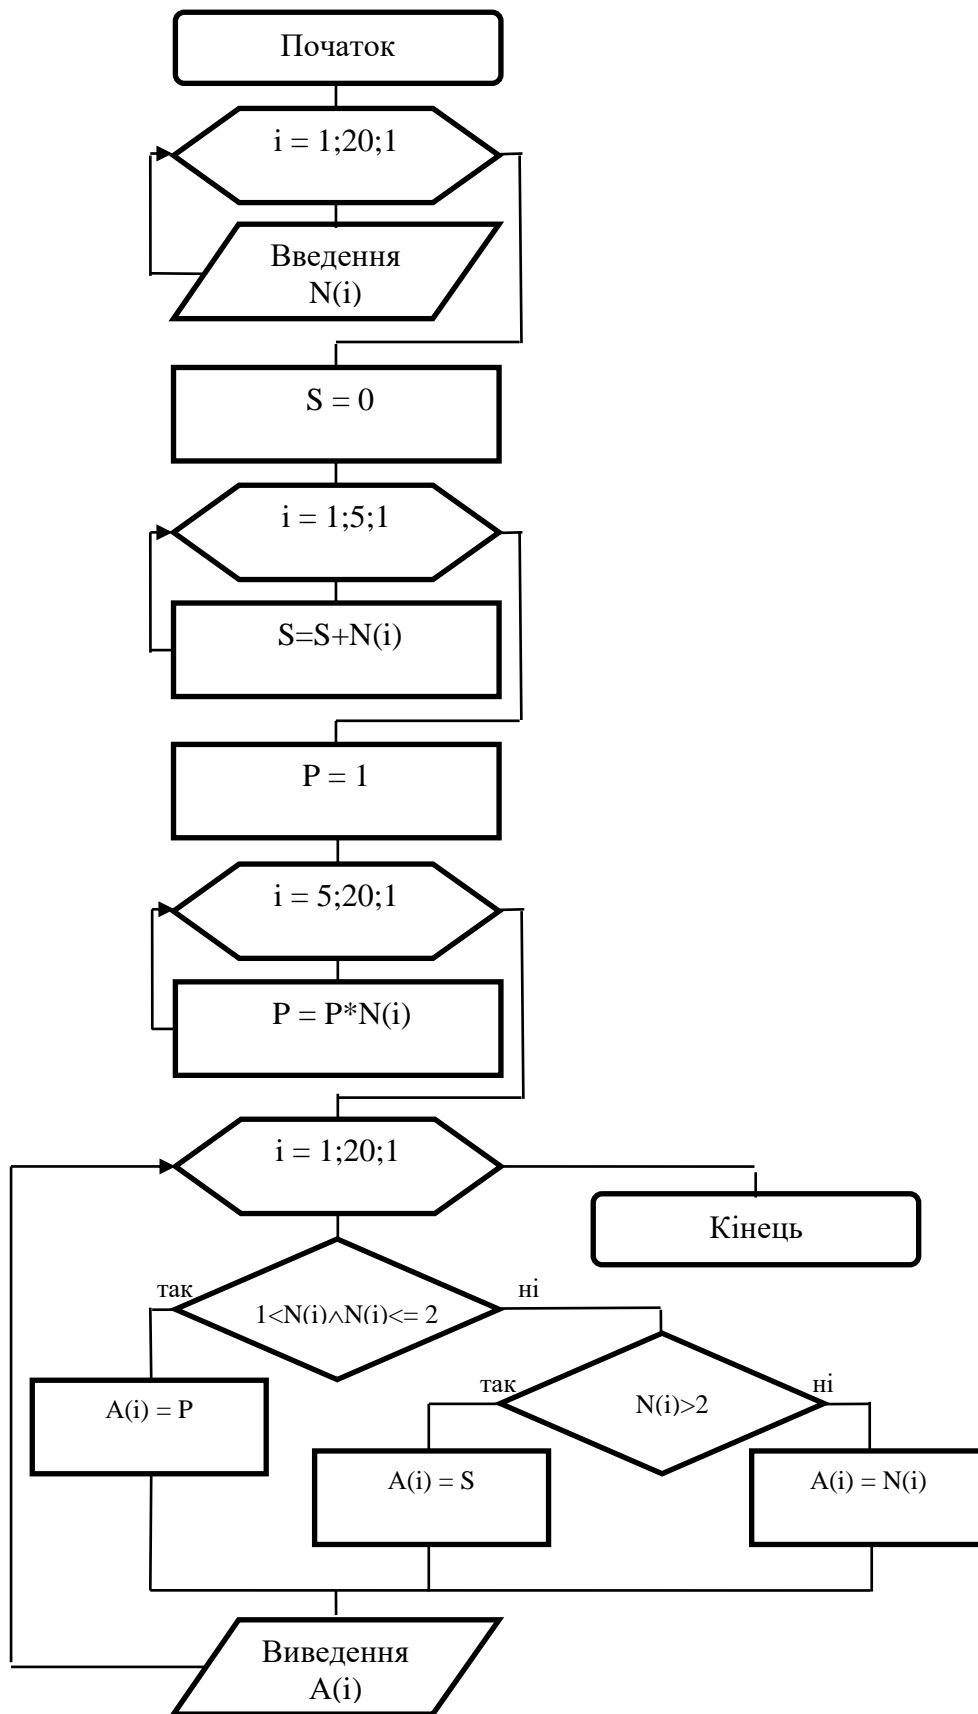 Початок
i = 1;20;1
Введення
N(i)
S = 0
i = 1;5;1
S=S+N(i)
P = 1
i = 5;20;1
P = P*N(i)
i = 1;20;1
Кінець
так
1<N(i)∧N(i)<= 2
ні
A(i) = P
так
N(i)>2
ні
A(i) = S
A(i) = N(i)
Виведення
A(i)